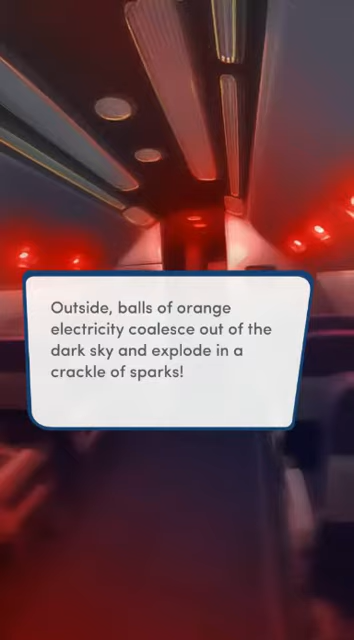 Outside, balls of orange
electricity coalesce out of the
dark sky and explode in a
crackle of sparks!